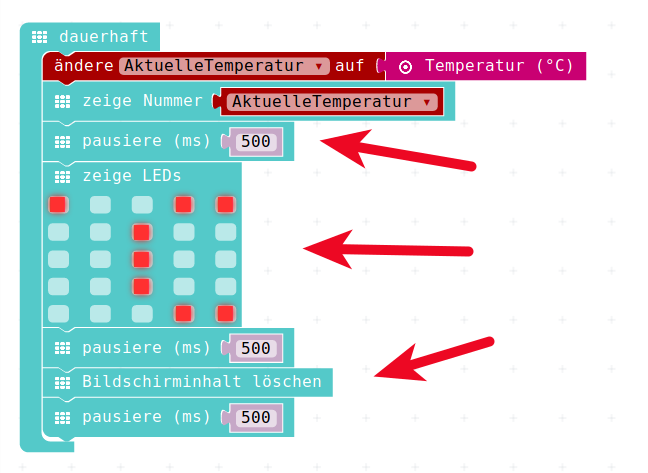 dauerhaft
ändere AktuelleTemperatur ▾ auf ( Temperatur (°C)
zeige Nummer AktuelleTemperatur ▾
pausiere (ms) 500
zeige LEDs
pausiere (ms) 500
Bildschirminhalt löschen
pausiere (ms) 500